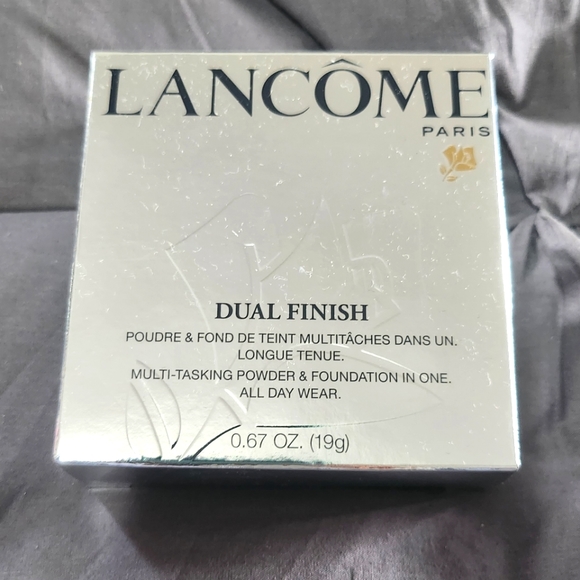 LANCÔME
PARIS
DUAL FINISH
POUDRE & FOND DE TEINT MULTITÂCHES DANS UN.
LONGUE TENUE.
MULTI-TASKING POWDER & FOUNDATION IN ONE.
ALL DAY WEAR.
0.67 OZ. (19g)